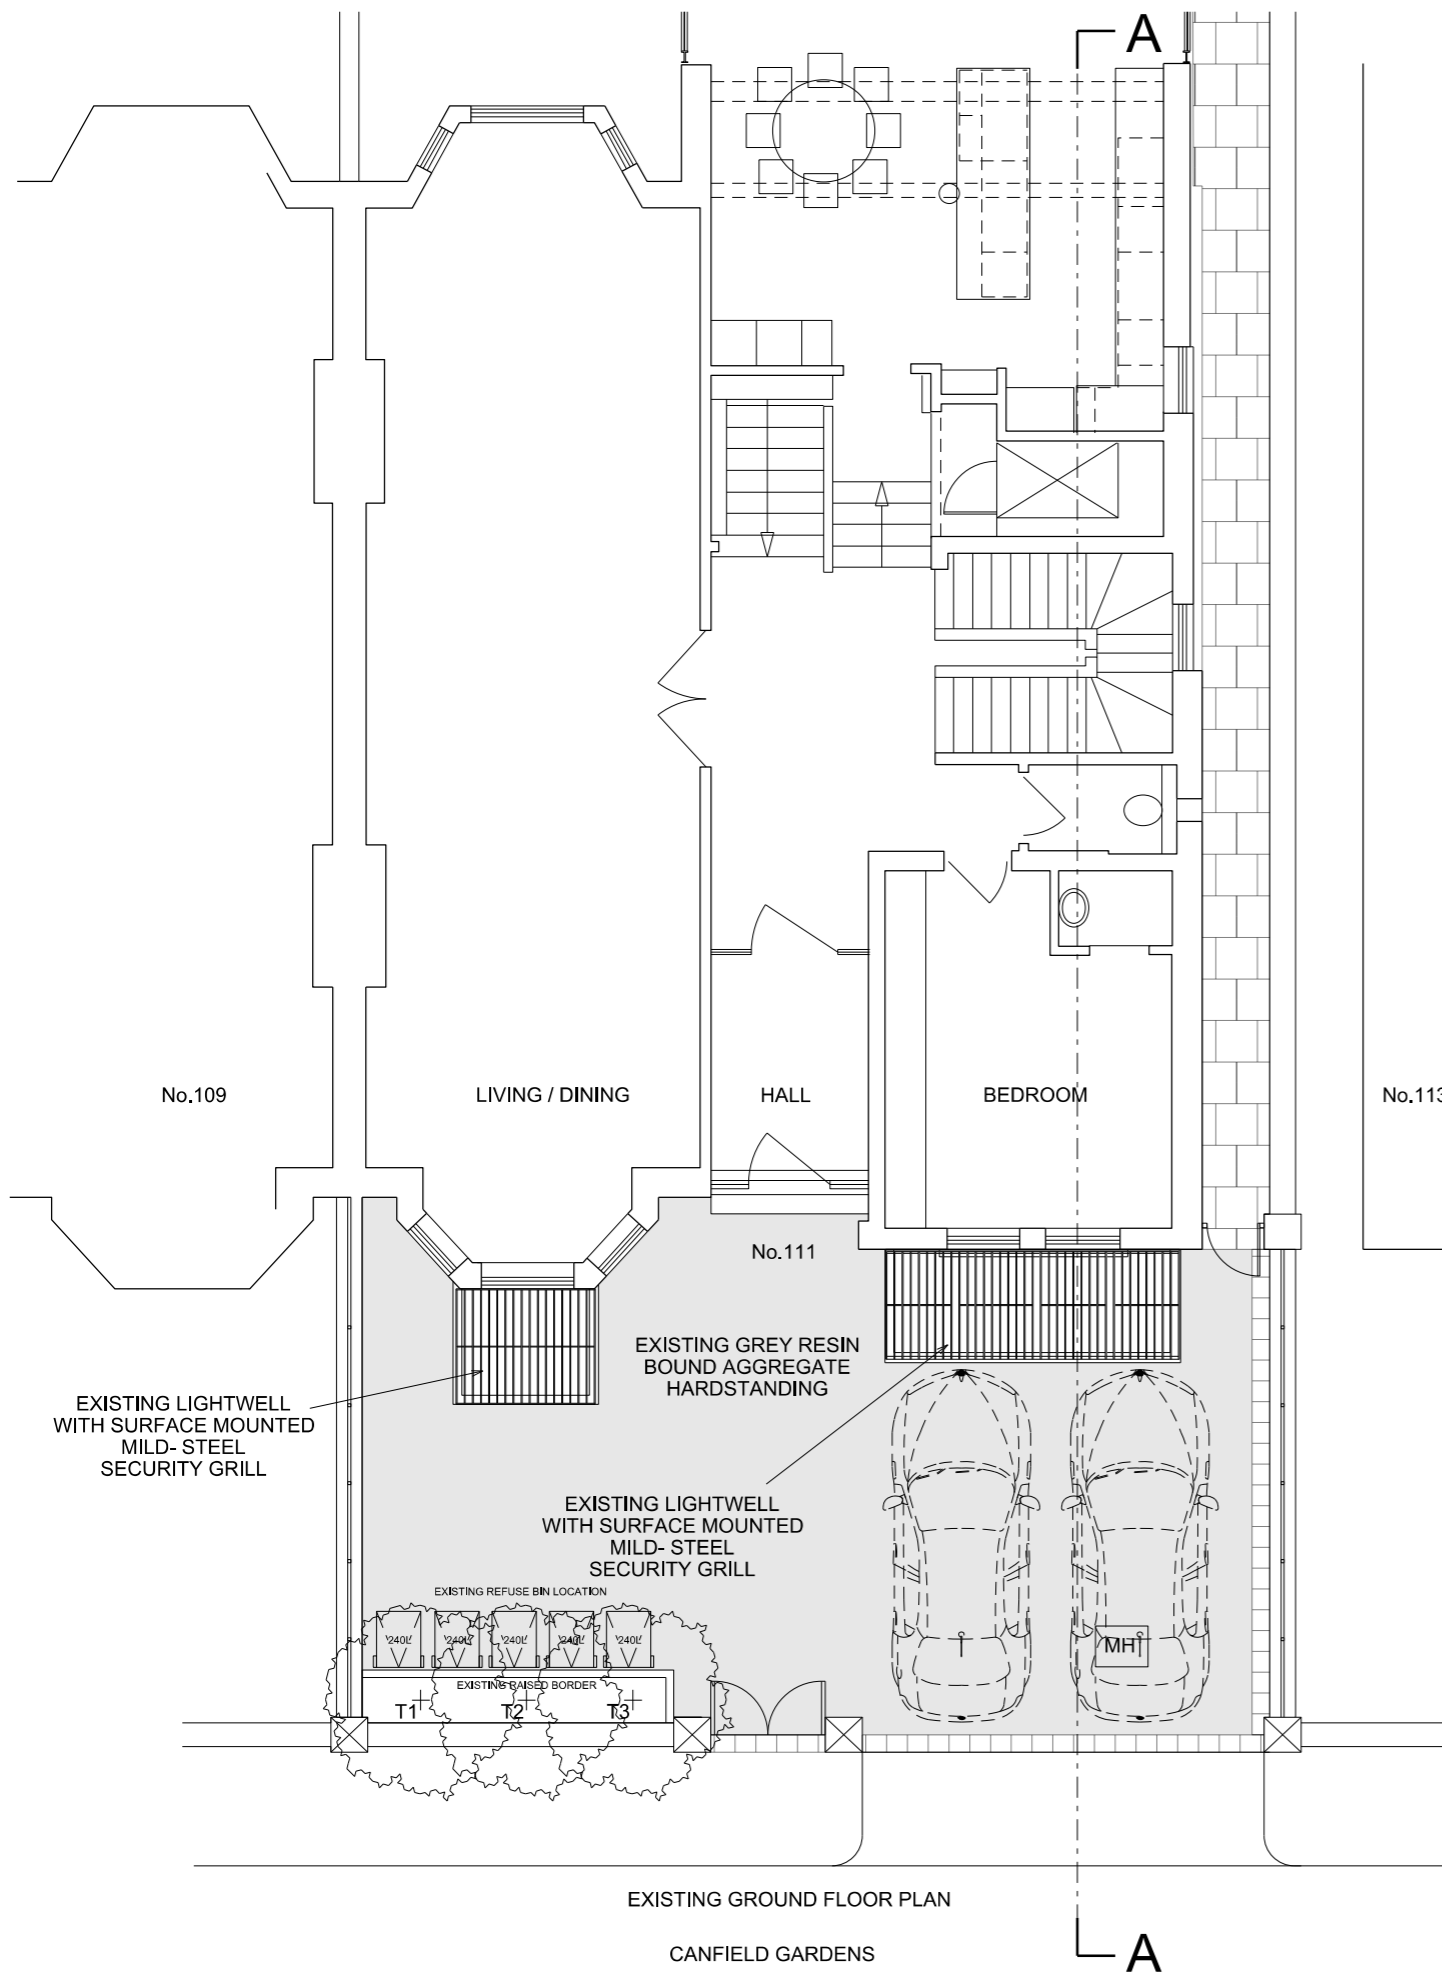 A
No.109
LIVING / DINING
HALL
BEDROOM
No.113
No.111
EXISTING GREY RESIN
BOUND AGGREGATE
HARDSTANDING
EXISTING LIGHTWELL
WITH SURFACE MOUNTED
MILD- STEEL
SECURITY GRILL
EXISTING LIGHTWELL
WITH SURFACE MOUNTED
MILD- STEEL
SECURITY GRILL
EXISTING REFUSE BIN LOCATION
240L 240L 240L 240L 240L
MH
EXISTING RAISED BORDER
T1 T2 T3
EXISTING GROUND FLOOR PLAN
CANFIELD GARDENS
A